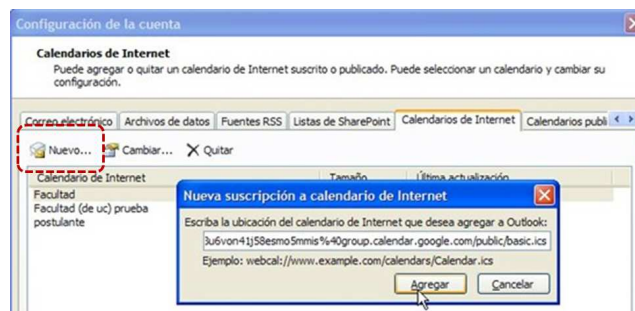 Configuración de la cuenta
Calendarios de Internet
Puede agregar o quitar un calendario de Internet suscrito o publicado. Puede seleccionar un calendario y cambiar su
configuración.
Correo electrónico Archivos de datos Fuentes RSS Listas de SharePoint Calendarios de Internet Calendarios publi
Nuevo... Cambiar... Quitar
Calendario de Internet Tamaño Última actualización
Facultad
Facultad (de uc) prueba
postulante
Nueva suscripción a calendario de Internet
Escriba la ubicación del calendario de Internet que desea agregar a Outlook:
3u6von41j58esmo5mmis%40group.calendar.google.com/public/basic.ics
Ejemplo: webcal://www.example.com/calendars/Calendar.ics
Agregar Cancelar